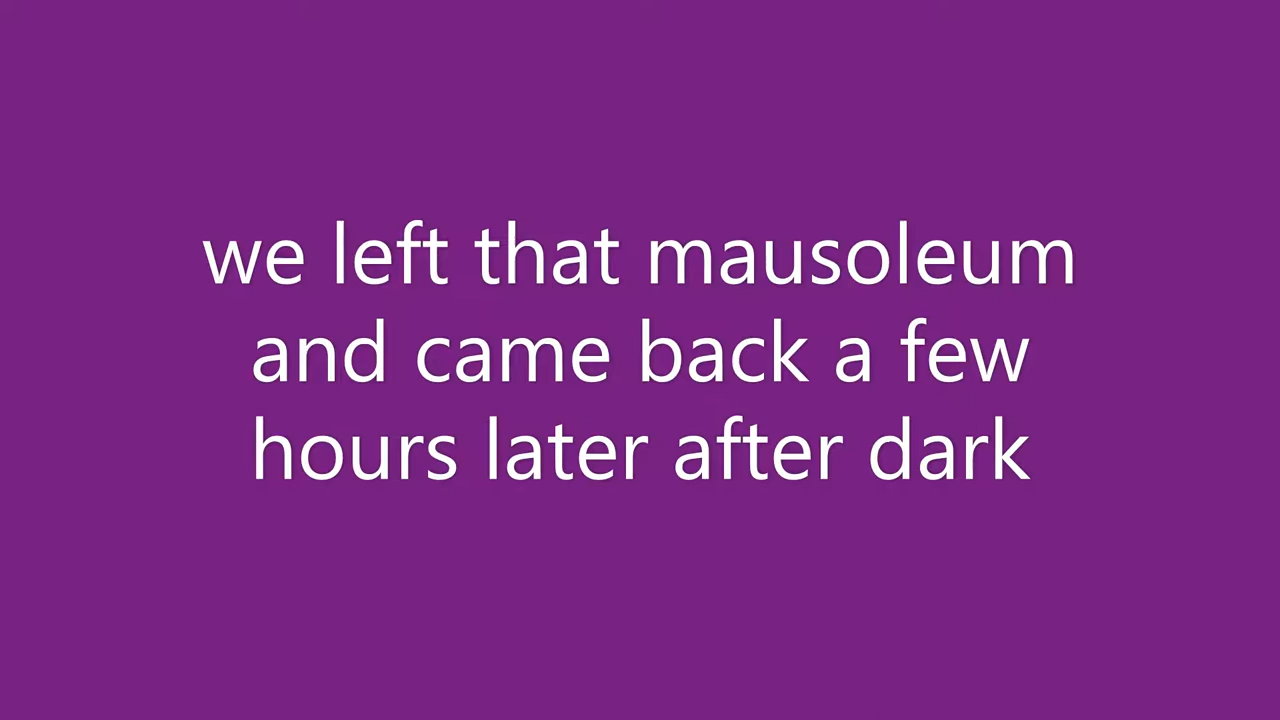 we left that mausoleum
and came back a few
hours later after dark